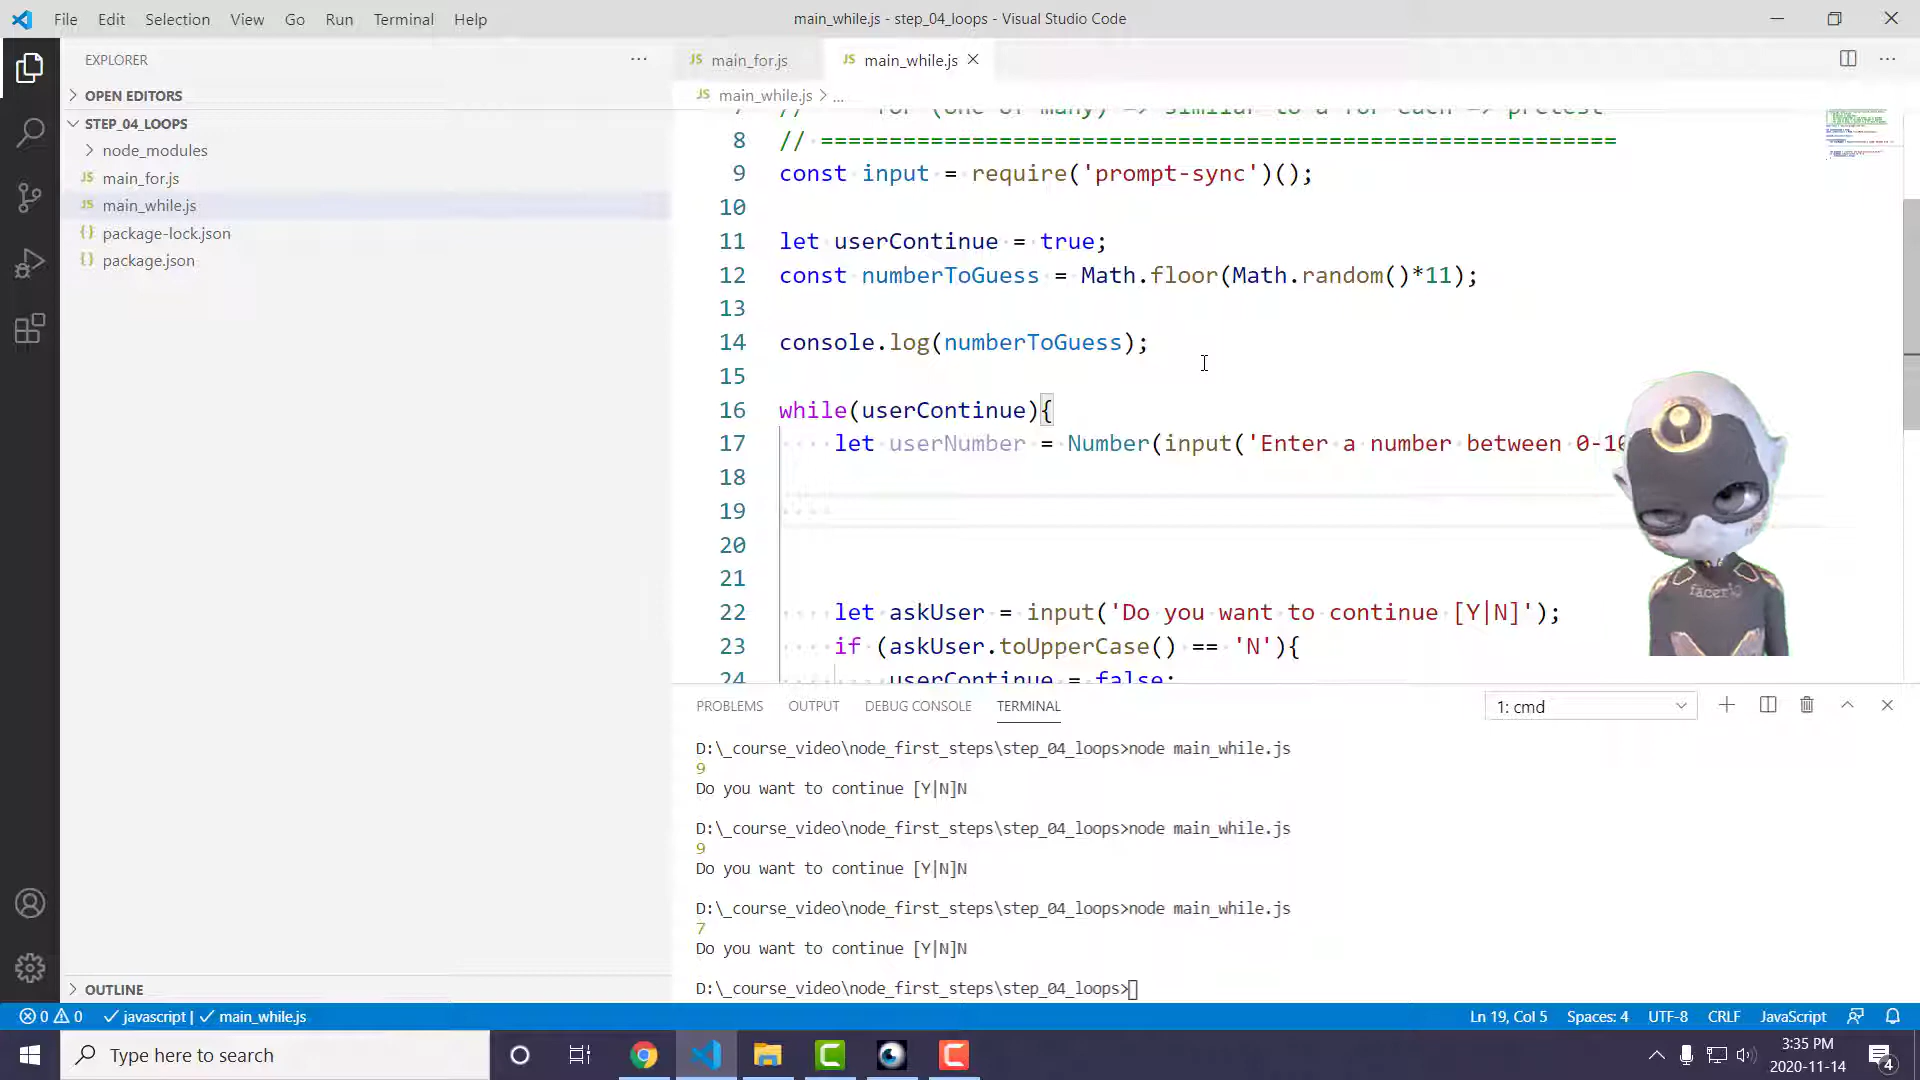 File Edit Selection View Go Run Terminal Help
main_while.js - step_04_loops - Visual Studio Code
EXPLORER
OPEN EDITORS
STEP_04_LOOPS
node_modules
JS main_for.js
JS main_while.js
{} package-lock.json
{} package.json
OUTLINE
JS main_for.js
JS main_while.js
JS main_while.js > ...
7 // for (one of many) => similar to a for each => pretest
8 // ==========================================================
9 const input = require('prompt-sync')();
10
11 let userContinue = true;
12 const numberToGuess = Math.floor(Math.random()*11);
13
14 console.log(numberToGuess);
15
16 while(userContinue){
17 let userNumber = Number(input('Enter a number between 0-10
18
19
20
21
22 let askUser = input('Do you want to continue [Y|N]');
23 if (askUser.toUpperCase() == 'N'){
24 userContinue = false;
facerig
PROBLEMS OUTPUT DEBUG CONSOLE TERMINAL
1: cmd
D:\_course_video\node_first_steps\step_04_loops>node main_while.js
9
Do you want to continue [Y|N]N
D:\_course_video\node_first_steps\step_04_loops>node main_while.js
9
Do you want to continue [Y|N]N
D:\_course_video\node_first_steps\step_04_loops>node main_while.js
7
Do you want to continue [Y|N]N
D:\_course_video\node_first_steps\step_04_loops>
0 0 javascript | main_while.js
Ln 19, Col 5 Spaces: 4 UTF-8 CRLF JavaScript
Type here to search
3:35 PM
2020-11-14
4